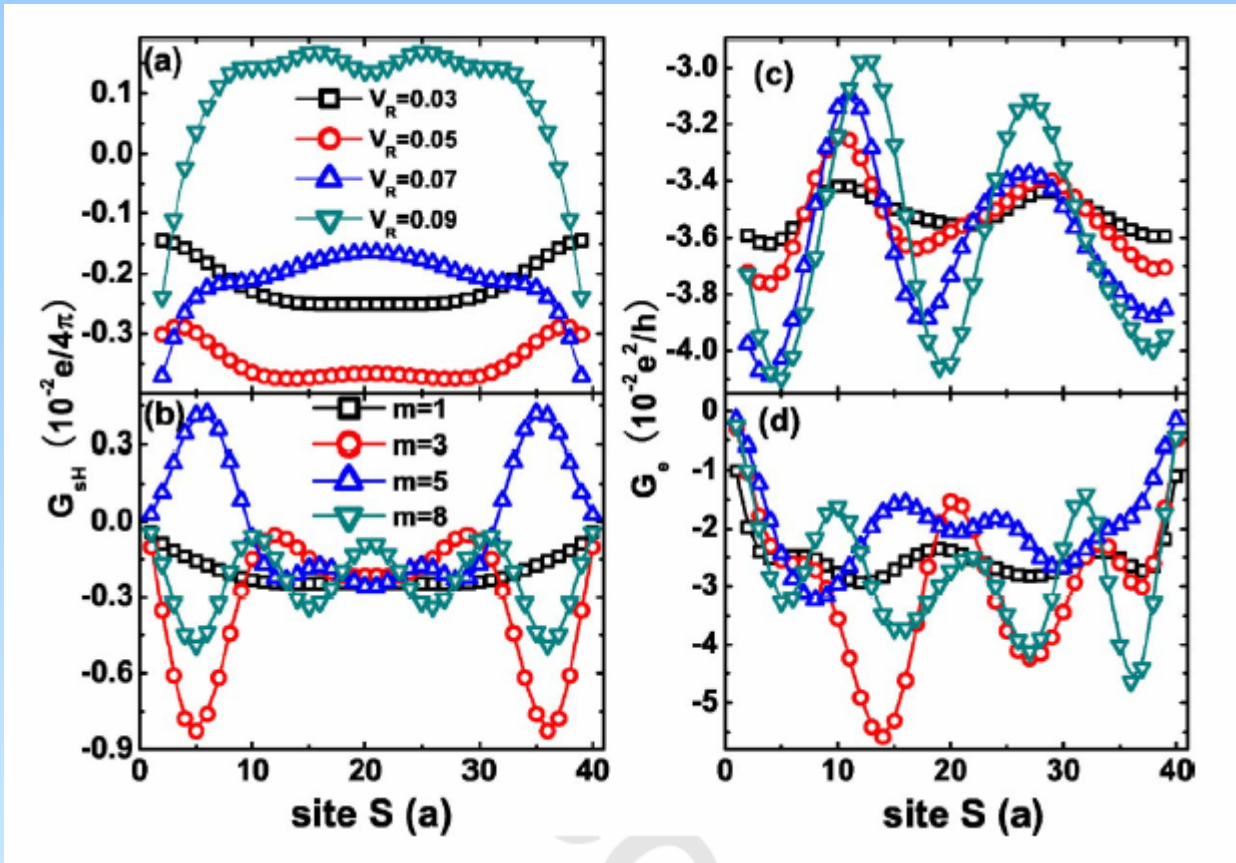 (a)
V_R=0.03
V_R=0.05
V_R=0.07
V_R=0.09
0.1
0.0
-0.1
-0.2
-0.3
G_sH (10^-2 e/4π)
(b)
m=1
m=3
m=5
m=8
0.3
0.0
-0.3
-0.6
-0.9
0 10 20 30 40
site S (a)
(c)
-3.0
-3.2
-3.4
-3.6
-3.8
-4.0
G_e (10^-2 e^2/h)
(d)
0
-1
-2
-3
-4
-5
0 10 20 30 40
site S (a)